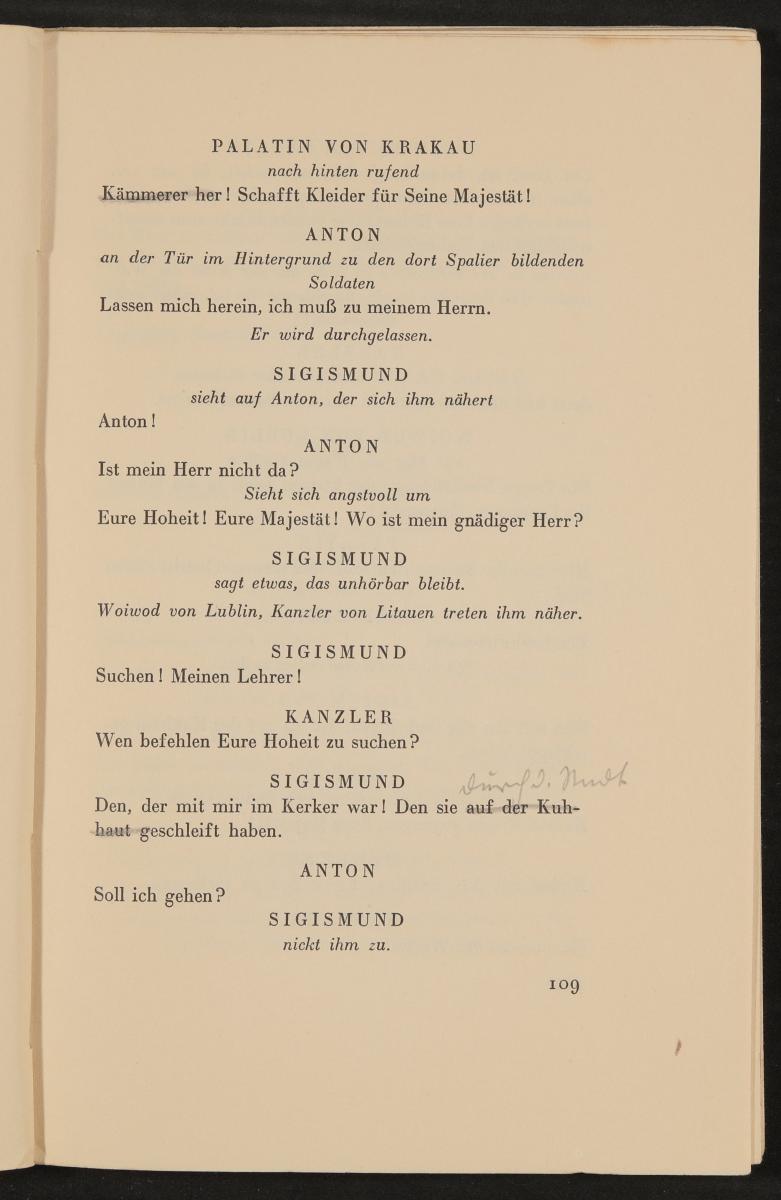 PALATIN VON KRAKAU
nach hinten rufend
Kämmerer her! Schafft Kleider für Seine Majestät!
ANTON
an der Tür im Hintergrund zu den dort Spalier bildenden
Soldaten
Lassen mich herein, ich muß zu meinem Herrn.
Er wird durchgelassen.
SIGISMUND
sieht auf Anton, der sich ihm nähert
Anton!
ANTON
Ist mein Herr nicht da?
Sieht sich angstvoll um
Eure Hoheit! Eure Majestät! Wo ist mein gnädiger Herr?
SIGISMUND
sagt etwas, das unhörbar bleibt.
Woiwod von Lublin, Kanzler von Litauen treten ihm näher.
SIGISMUND
Suchen! Meinen Lehrer!
KANZLER
Wen befehlen Eure Hoheit zu suchen?
SIGISMUND
durch d. Stadt
Den, der mit mir im Kerker war! Den sie auf der Kuh-
haut geschleift haben.
ANTON
Soll ich gehen?
SIGISMUND
nickt ihm zu.
109